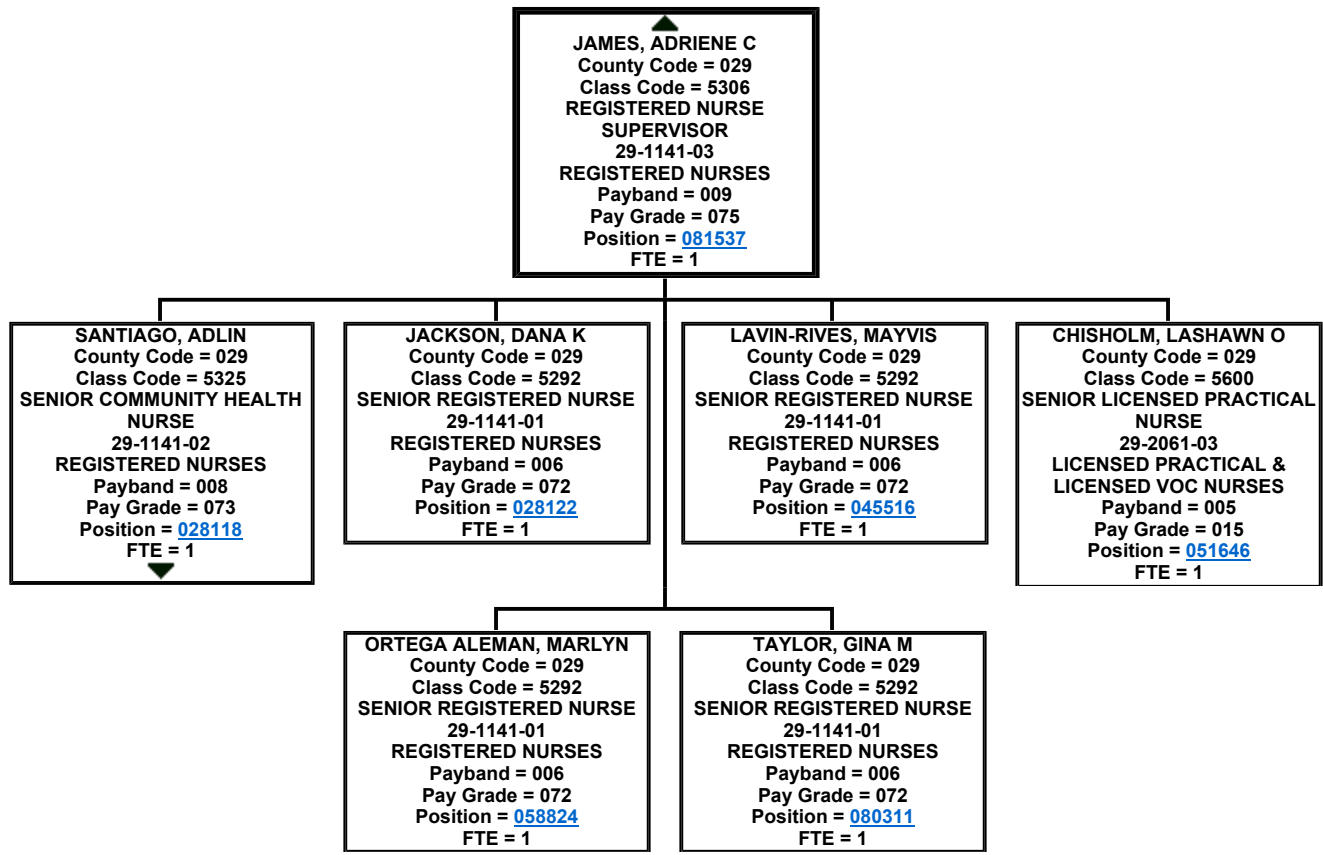 JAMES, ADRIENE C
County Code = 029
Class Code = 5306
REGISTERED NURSE
SUPERVISOR
29-1141-03
REGISTERED NURSES
Payband = 009
Pay Grade = 075
Position = 081537
FTE = 1
SANTIAGO, ADLIN
County Code = 029
Class Code = 5325
SENIOR COMMUNITY HEALTH
NURSE
29-1141-02
REGISTERED NURSES
Payband = 008
Pay Grade = 073
Position = 028118
FTE = 1
JACKSON, DANA K
County Code = 029
Class Code = 5292
SENIOR REGISTERED NURSE
29-1141-01
REGISTERED NURSES
Payband = 006
Pay Grade = 072
Position = 028122
FTE = 1
LAVIN-RIVES, MAYVIS
County Code = 029
Class Code = 5292
SENIOR REGISTERED NURSE
29-1141-01
REGISTERED NURSES
Payband = 006
Pay Grade = 072
Position = 045516
FTE = 1
CHISHOLM, LASHAWN O
County Code = 029
Class Code = 5600
SENIOR LICENSED PRACTICAL
NURSE
29-2061-03
LICENSED PRACTICAL &
LICENSED VOC NURSES
Payband = 005
Pay Grade = 015
Position = 051646
FTE = 1
ORTEGA ALEMAN, MARLYN
County Code = 029
Class Code = 5292
SENIOR REGISTERED NURSE
29-1141-01
REGISTERED NURSES
Payband = 006
Pay Grade = 072
Position = 058824
FTE = 1
TAYLOR, GINA M
County Code = 029
Class Code = 5292
SENIOR REGISTERED NURSE
29-1141-01
REGISTERED NURSES
Payband = 006
Pay Grade = 072
Position = 080311
FTE = 1